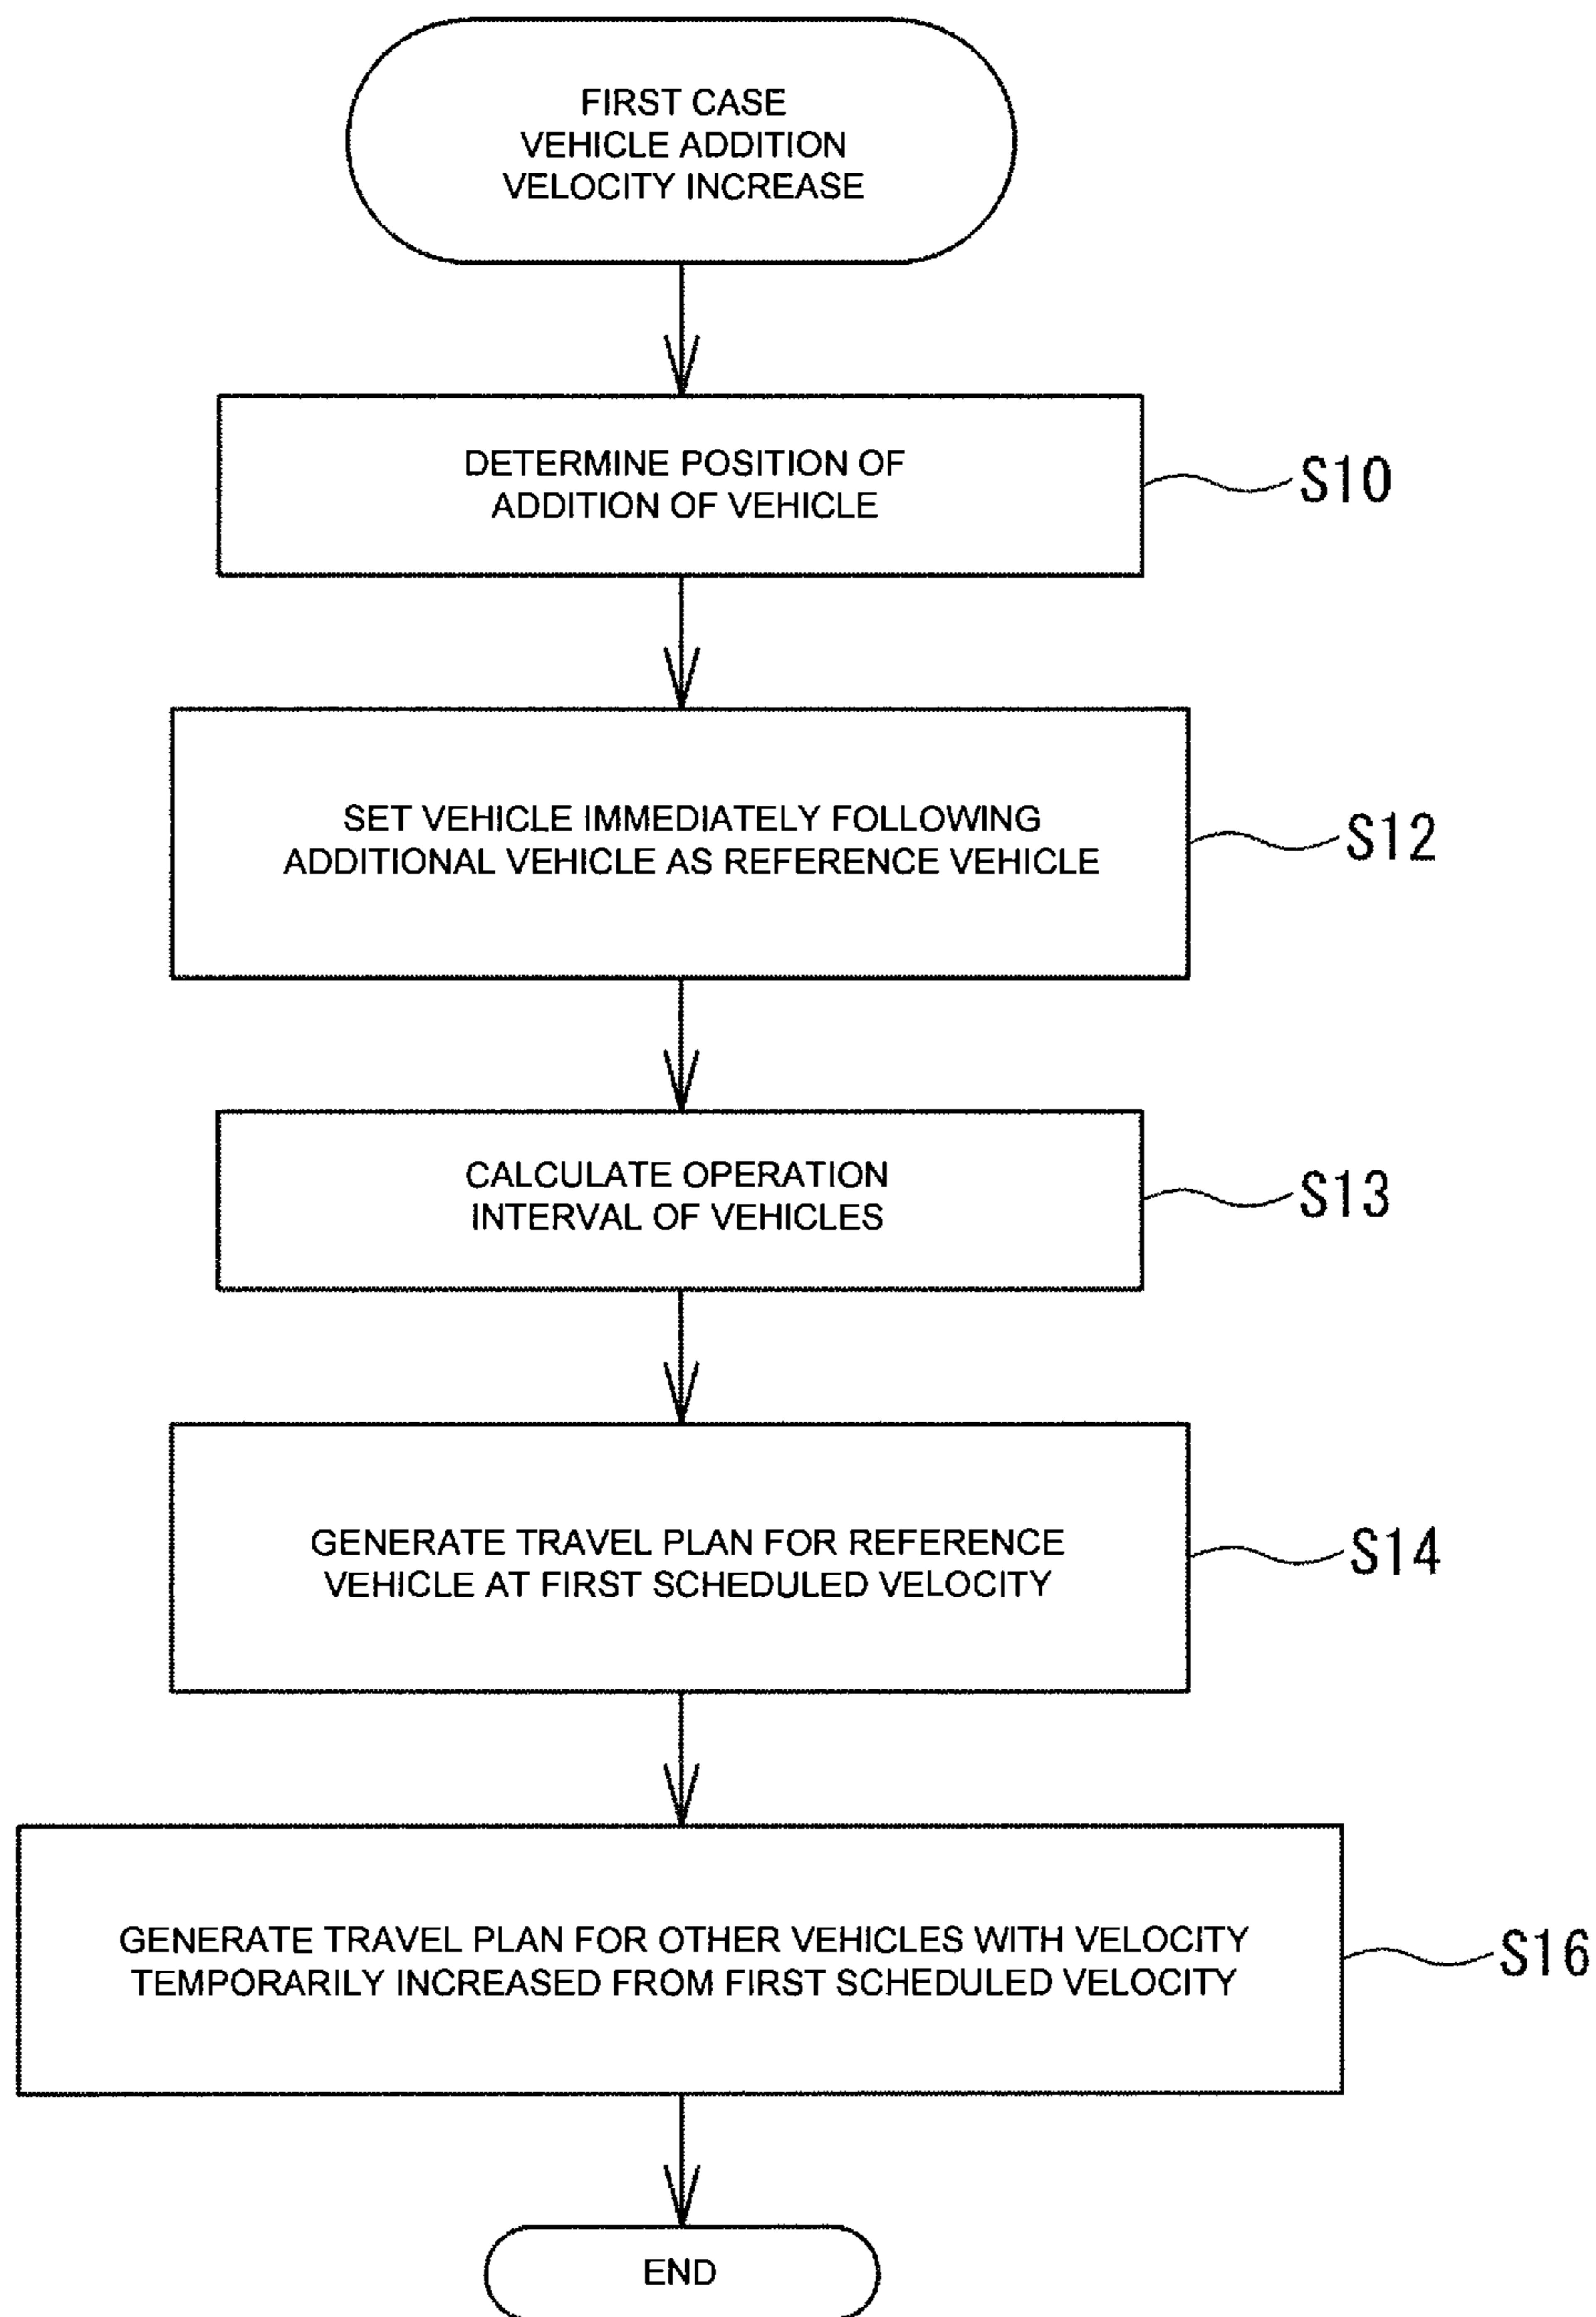 FIRST CASE
VEHICLE ADDITION
VELOCITY INCREASE
DETERMINE POSITION OF
ADDITION OF VEHICLE
S10
SET VEHICLE IMMEDIATELY FOLLOWING
ADDITIONAL VEHICLE AS REFERENCE VEHICLE
S12
CALCULATE OPERATION
INTERVAL OF VEHICLES
S13
GENERATE TRAVEL PLAN FOR REFERENCE
VEHICLE AT FIRST SCHEDULED VELOCITY
S14
GENERATE TRAVEL PLAN FOR OTHER VEHICLES WITH VELOCITY
TEMPORARILY INCREASED FROM FIRST SCHEDULED VELOCITY
S16
END